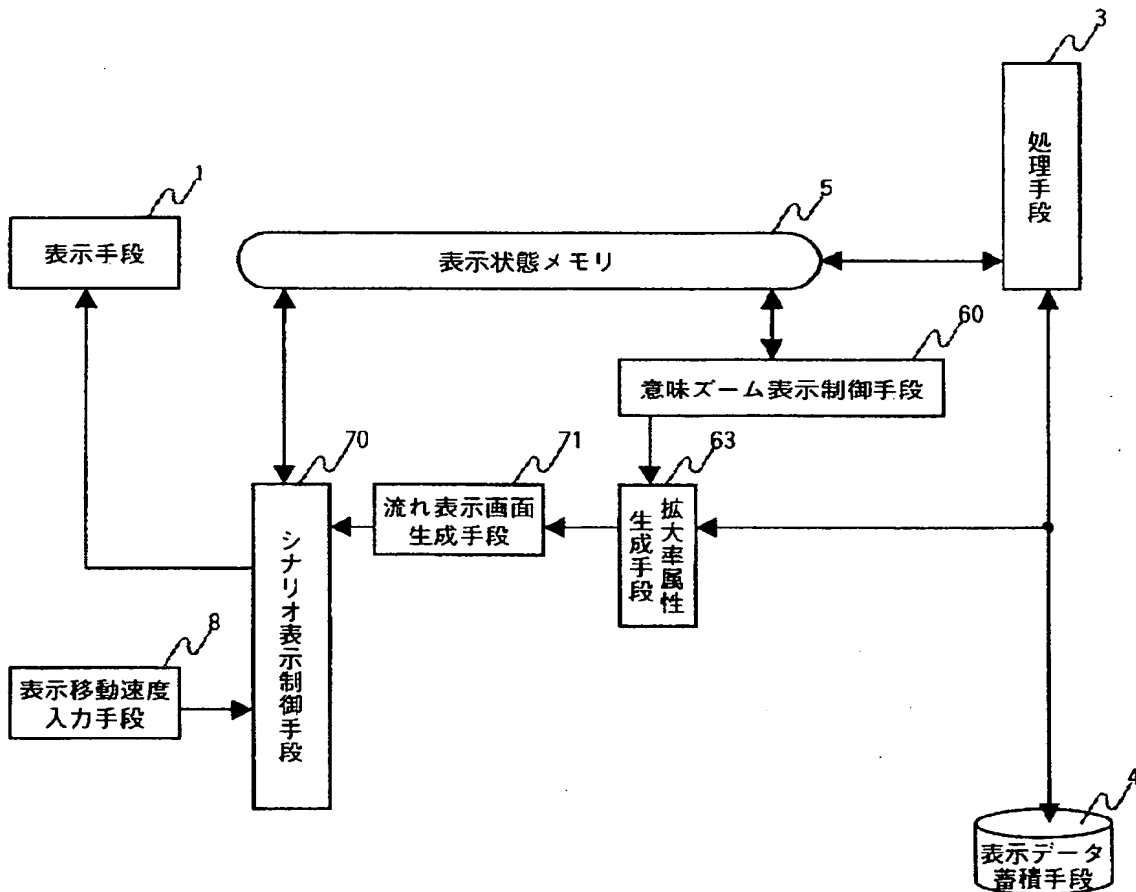 3
処理手段
1
表示手段
5
表示状態メモリ
60
意味ズーム表示制御手段
70
シナリオ表示制御手段
71
流れ表示画面
生成手段
63
拡大率属性
生成手段
8
表示移動速度
入力手段
4
表示データ
蓄積手段